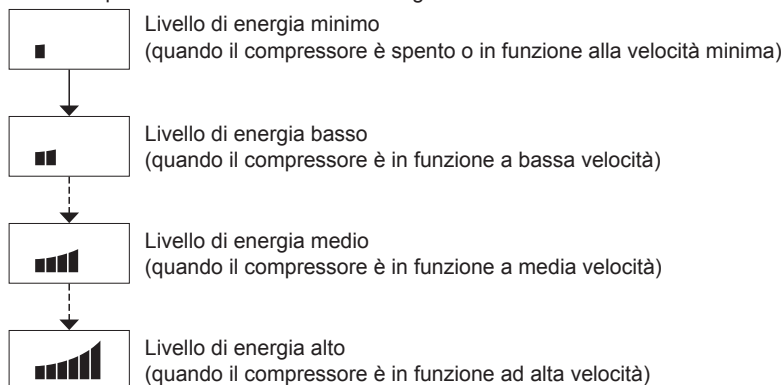 Livello di energia minimo
(quando il compressore è spento o in funzione alla velocità minima)
Livello di energia basso
(quando il compressore è in funzione a bassa velocità)
Livello di energia medio
(quando il compressore è in funzione a media velocità)
Livello di energia alto
(quando il compressore è in funzione ad alta velocità)